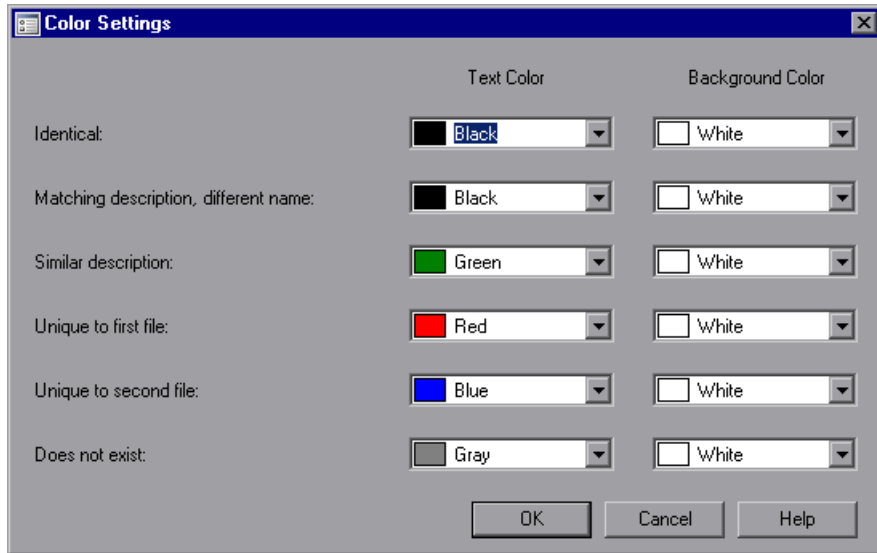 Color Settings
Text Color Background Color
Identical: Black White
Matching description, different name: Black White
Similar description: Green White
Unique to first file: Red White
Unique to second file: Blue White
Does not exist: Gray White
OK Cancel Help